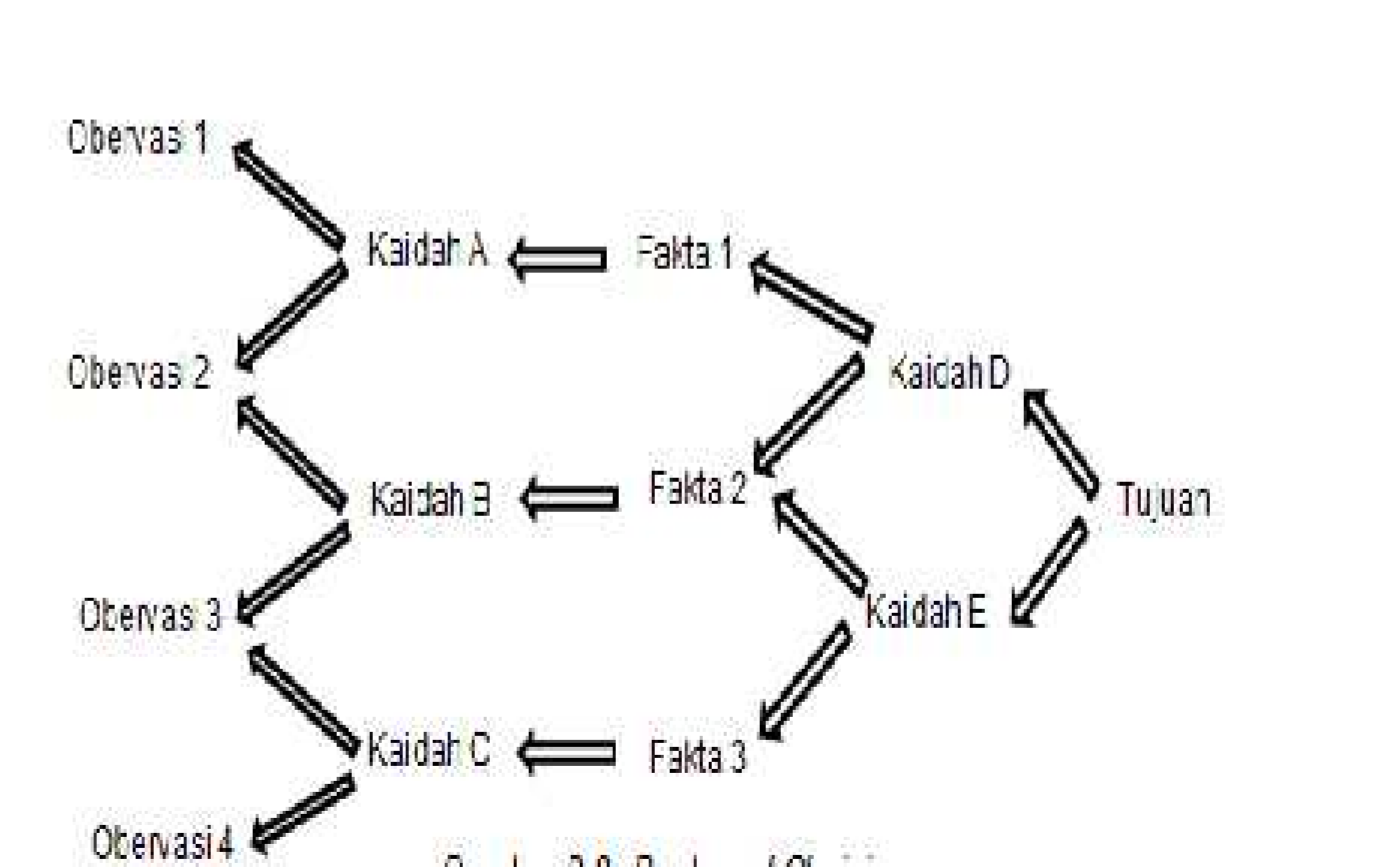 Obervasi 1
Kaidah A
Fakta 1
Obervasi 2
Kaidah D
Kaidah B
Fakta 2
Tujuan
Obervasi 3
Kaidah E
Kaidah C
Fakta 3
Obervasi 4